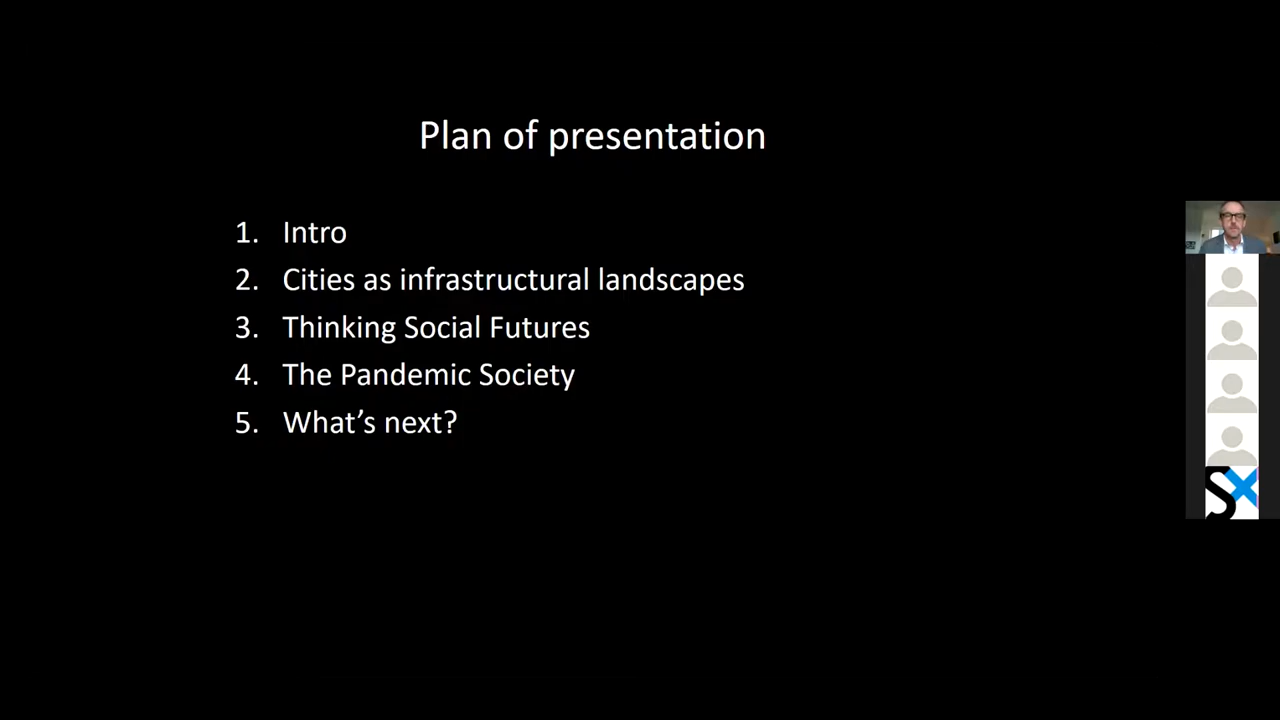 Plan of presentation
1. Intro
2. Cities as infrastructural landscapes
3. Thinking Social Futures
4. The Pandemic Society
5. What’s next?
SX